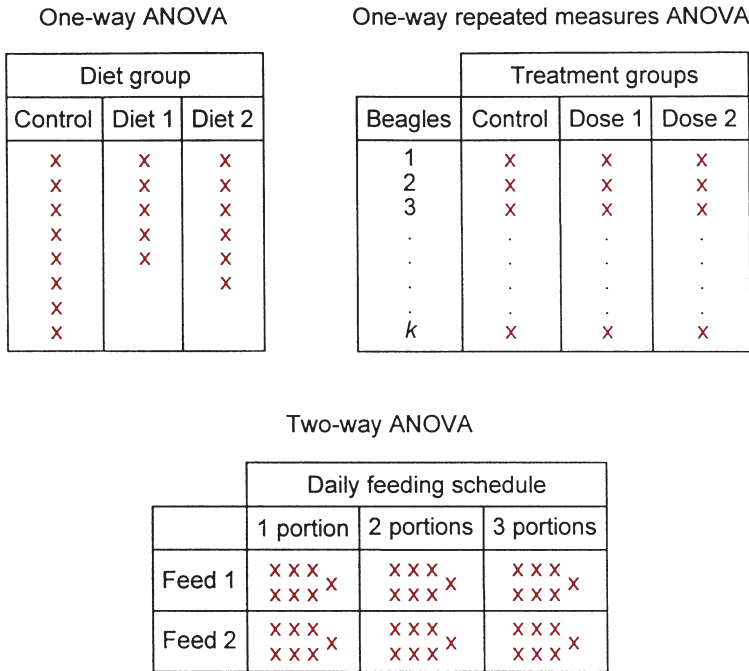 One-way ANOVA
Diet group
Control Diet 1 Diet 2
x x x
x x x
x x x
x x x
x x x
x x
x
x
One-way repeated measures ANOVA
Treatment groups
Beagles Control Dose 1 Dose 2
1 x x x
2 x x x
3 x x x
. . . .
. . . .
. . . .
. . . .
k x x x
Two-way ANOVA
Daily feeding schedule
1 portion 2 portions 3 portions
Feed 1 x x x x x x x x x
x x x
x x x x x x x x x
Feed 2 x x x x x x x x x
x x x
x x x x x x x x x